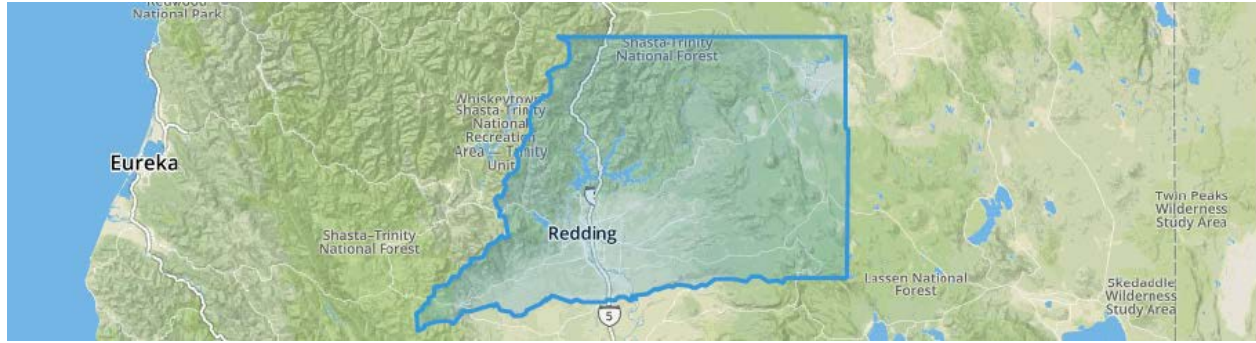 National Park
Shasta-Trinity
National Forest
Whiskeytown
Shasta-Trinity
National
Recreation
Area — Trinity
Unit
Eureka
Redding
Shasta-Trinity
National Forest
Twin Peaks
Wilderness
Study Area
Lassen National
Forest
Skedaddle
Wilderness
Study Area
5